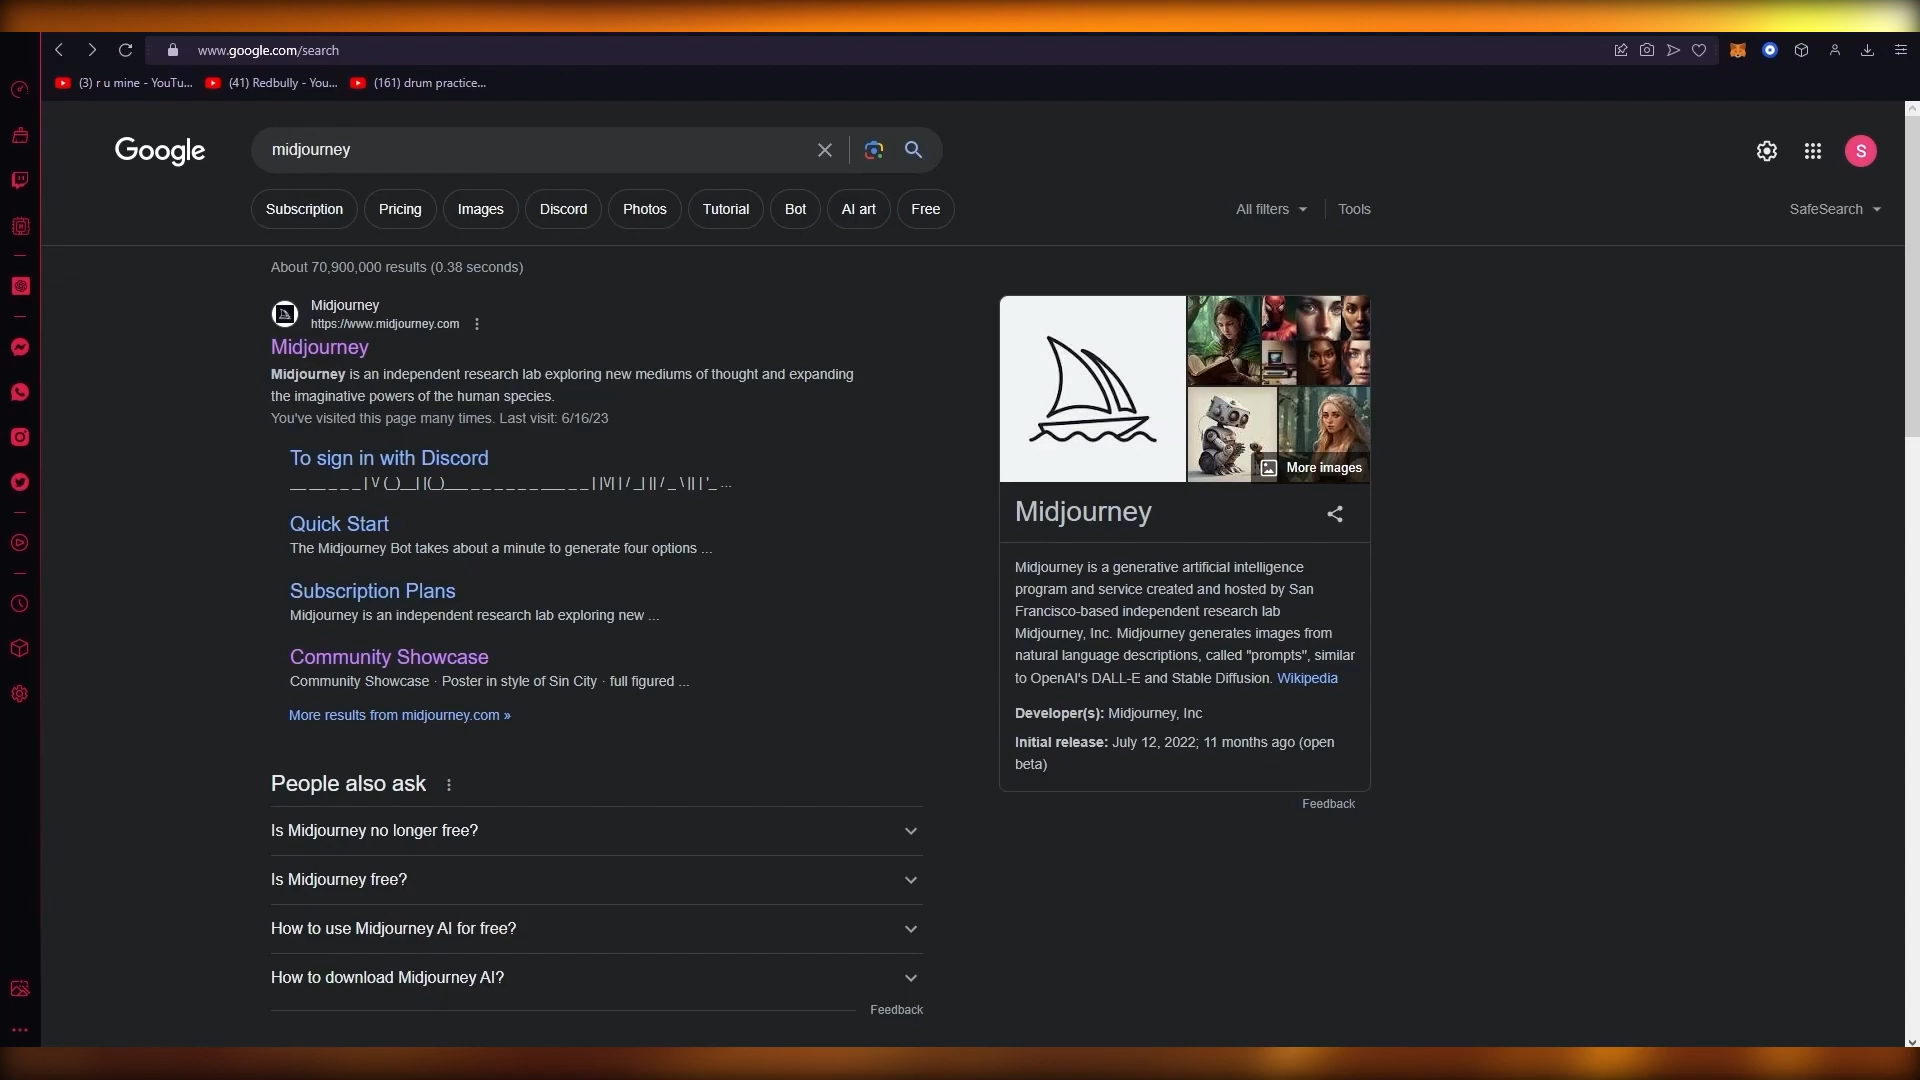 www.google.com/search
(3) r u mine - YouTu...
(41) Redbully - You...
(161) drum practice...
Google
midjourney
S
Subscription
Pricing
Images
Discord
Photos
Tutorial
Bot
AI art
Free
All filters
Tools
SafeSearch
About 70,900,000 results (0.38 seconds)
Midjourney
https://www.midjourney.com
Midjourney
Midjourney is an independent research lab exploring new mediums of thought and expanding
the imaginative powers of the human species.
You've visited this page many times. Last visit: 6/16/23
To sign in with Discord
__ __ _ _ _ | \/ (_)__| |(_)___ _ _ _ _ _ _ ___ _ _ | |\/| | / _| || / _ \ || | '_ ...
Quick Start
The Midjourney Bot takes about a minute to generate four options ...
Subscription Plans
Midjourney is an independent research lab exploring new ...
Community Showcase
Community Showcase · Poster in style of Sin City · full figured ...
More results from midjourney.com »
People also ask
Is Midjourney no longer free?
Is Midjourney free?
How to use Midjourney AI for free?
How to download Midjourney AI?
Feedback
More images
Midjourney
Midjourney is a generative artificial intelligence
program and service created and hosted by San
Francisco-based independent research lab
Midjourney, Inc. Midjourney generates images from
natural language descriptions, called "prompts", similar
to OpenAI's DALL-E and Stable Diffusion. Wikipedia
Developer(s): Midjourney, Inc
Initial release: July 12, 2022; 11 months ago (open
beta)
Feedback